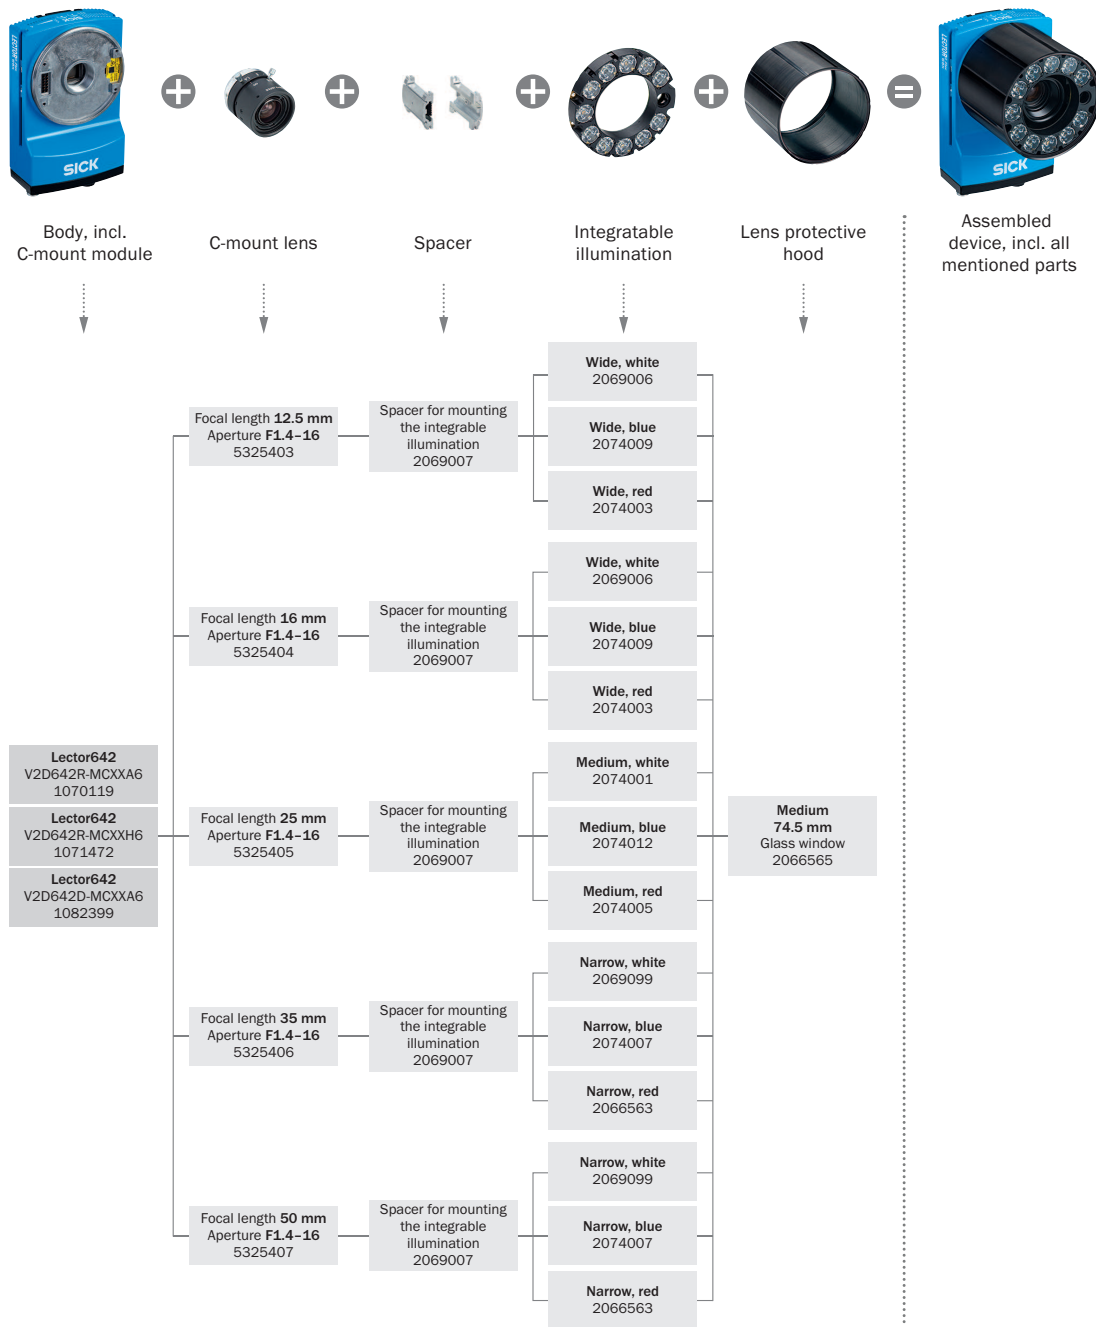 SICK
SICK
Body, incl.
C-mount module
C-mount lens
Spacer
Integratable
illumination
Lens protective
hood
Assembled
device, incl. all
mentioned parts
Lector642
V2D642R-MCXXA6
1070119
Lector642
V2D642R-MCXXH6
1071472
Lector642
V2D642D-MCXXA6
1082399
Focal length 12.5 mm
Aperture F1.4–16
5325403
Spacer for mounting
the integrable
illumination
2069007
Wide, white
2069006
Wide, blue
2074009
Wide, red
2074003
Focal length 16 mm
Aperture F1.4–16
5325404
Spacer for mounting
the integrable
illumination
2069007
Wide, white
2069006
Wide, blue
2074009
Wide, red
2074003
Focal length 25 mm
Aperture F1.4–16
5325405
Spacer for mounting
the integrable
illumination
2069007
Medium, white
2074001
Medium, blue
2074012
Medium, red
2074005
Focal length 35 mm
Aperture F1.4–16
5325406
Spacer for mounting
the integrable
illumination
2069007
Narrow, white
2069099
Narrow, blue
2074007
Narrow, red
2066563
Focal length 50 mm
Aperture F1.4–16
5325407
Spacer for mounting
the integrable
illumination
2069007
Narrow, white
2069099
Narrow, blue
2074007
Narrow, red
2066563
Medium
74.5 mm
Glass window
2066565